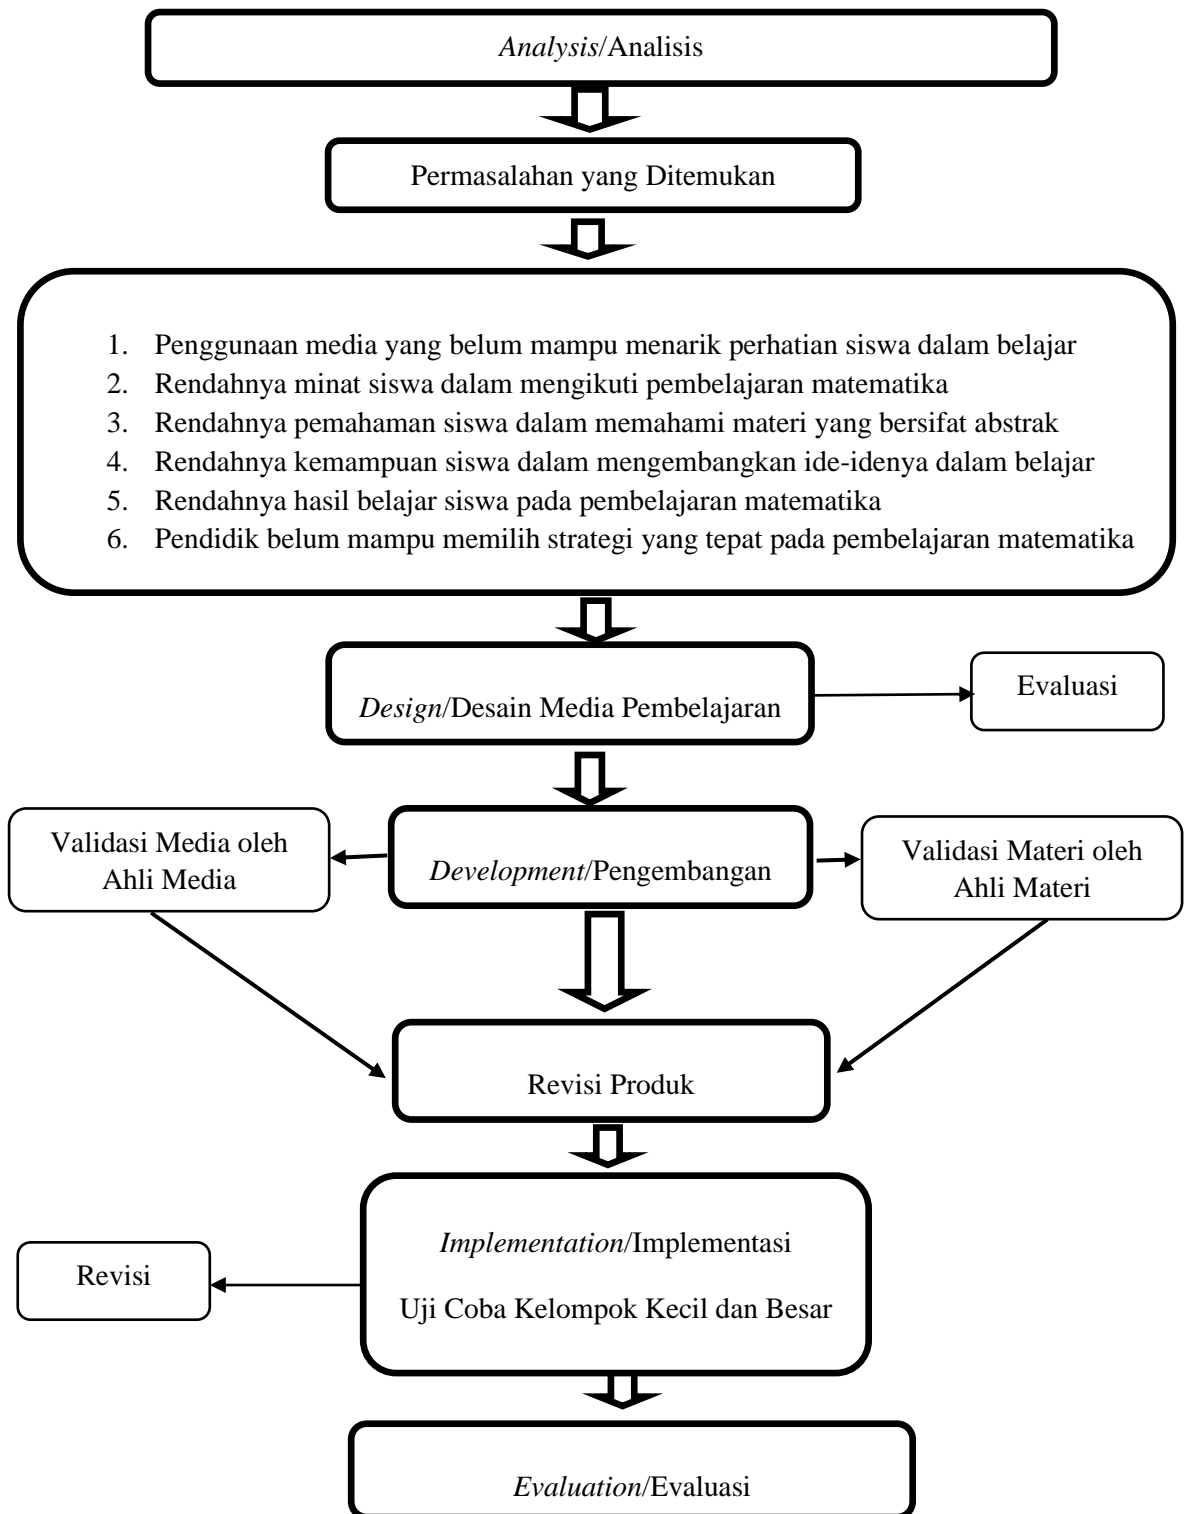 Analysis/Analisis
Permasalahan yang Ditemukan
1. Penggunaan media yang belum mampu menarik perhatian siswa dalam belajar
2. Rendahnya minat siswa dalam mengikuti pembelajaran matematika
3. Rendahnya pemahaman siswa dalam memahami materi yang bersifat abstrak
4. Rendahnya kemampuan siswa dalam mengembangkan ide-idenya dalam belajar
5. Rendahnya hasil belajar siswa pada pembelajaran matematika
6. Pendidik belum mampu memilih strategi yang tepat pada pembelajaran matematika
Design/Desain Media Pembelajaran
Evaluasi
Validasi Media oleh
Ahli Media
Development/Pengembangan
Validasi Materi oleh
Ahli Materi
Revisi Produk
Implementation/Implementasi
Uji Coba Kelompok Kecil dan Besar
Revisi
Evaluation/Evaluasi